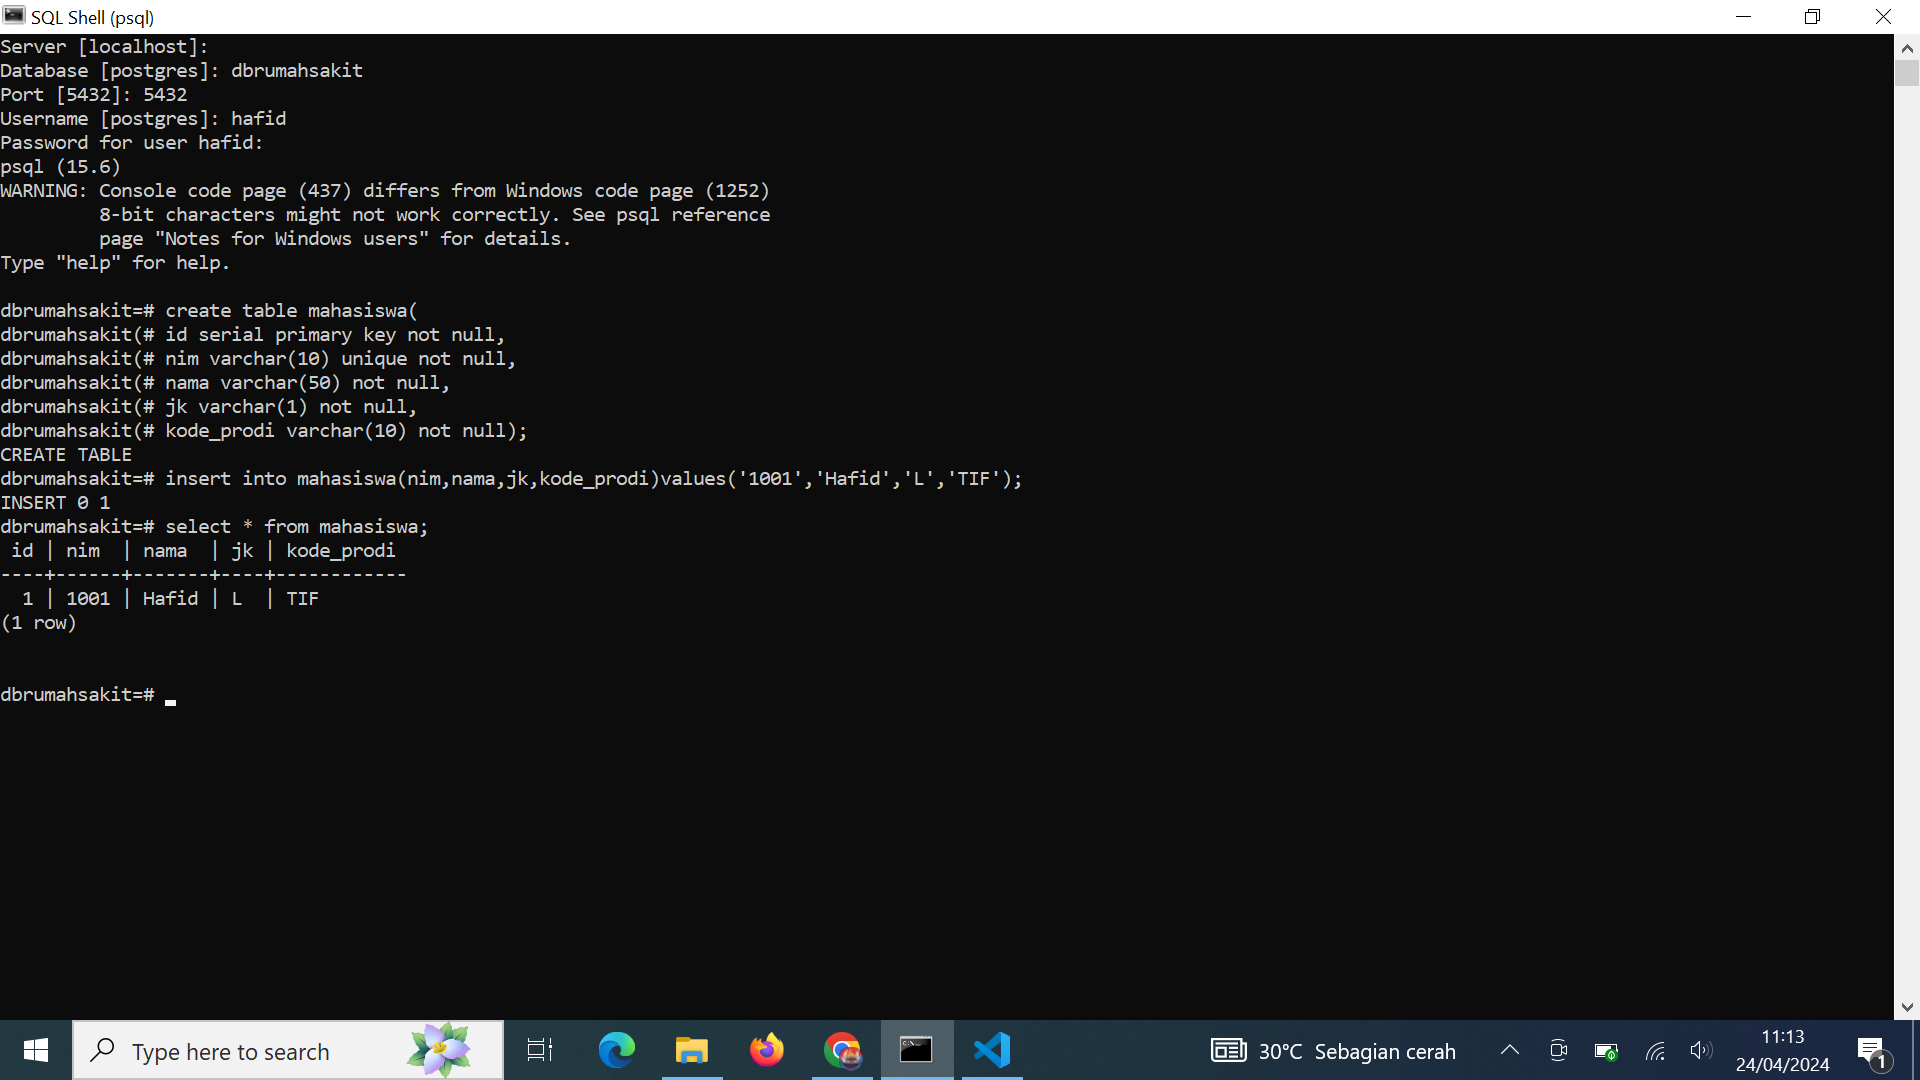 SQL Shell (psql)
Server [localhost]:
Database [postgres]: dbrumahsakit
Port [5432]: 5432
Username [postgres]: hafid
Password for user hafid:
psql (15.6)
WARNING: Console code page (437) differs from Windows code page (1252)
         8-bit characters might not work correctly. See psql reference
         page "Notes for Windows users" for details.
Type "help" for help.
dbrumahsakit=# create table mahasiswa(
dbrumahsakit(# id serial primary key not null,
dbrumahsakit(# nim varchar(10) unique not null,
dbrumahsakit(# nama varchar(50) not null,
dbrumahsakit(# jk varchar(1) not null,
dbrumahsakit(# kode_prodi varchar(10) not null);
CREATE TABLE
dbrumahsakit=# insert into mahasiswa(nim,nama,jk,kode_prodi)values('1001','Hafid','L','TIF');
INSERT 0 1
dbrumahsakit=# select * from mahasiswa;
 id | nim  | nama  | jk | kode_prodi
----+------+-------+----+------------
  1 | 1001 | Hafid | L  | TIF
(1 row)
dbrumahsakit=#
Type here to search
30°C Sebagian cerah
11:13
24/04/2024
1